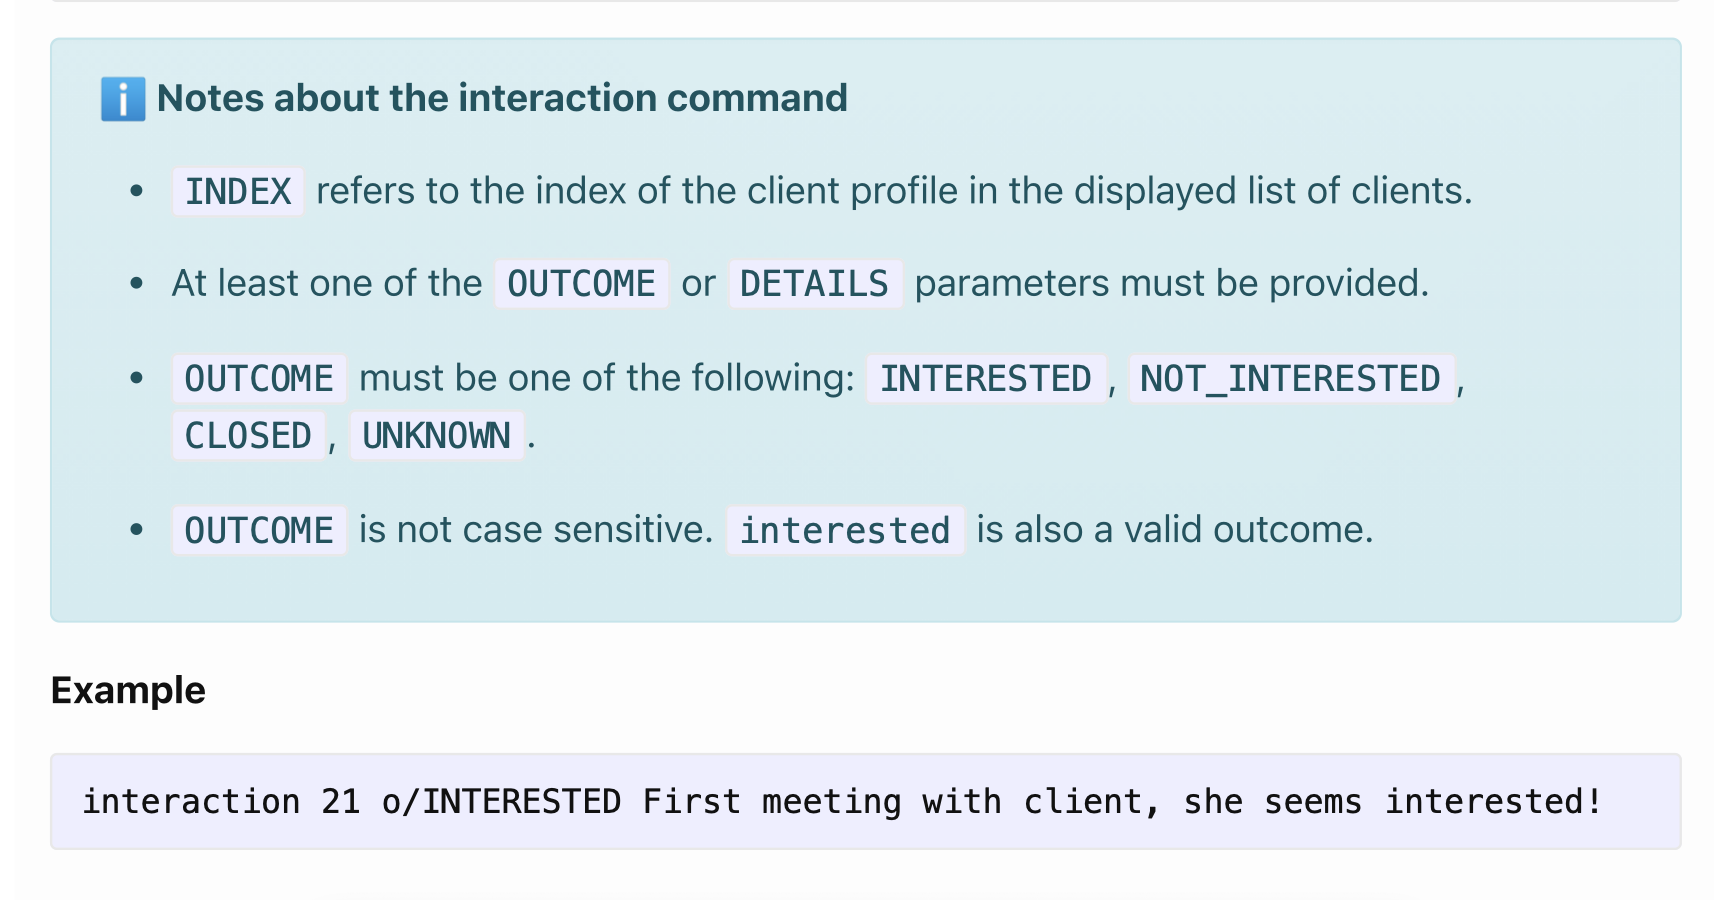 ℹ️ Notes about the interaction command
• INDEX refers to the index of the client profile in the displayed list of clients.
• At least one of the OUTCOME or DETAILS parameters must be provided.
• OUTCOME must be one of the following: INTERESTED, NOT_INTERESTED,
CLOSED, UNKNOWN.
• OUTCOME is not case sensitive. interested is also a valid outcome.
Example
interaction 21 o/INTERESTED First meeting with client, she seems interested!